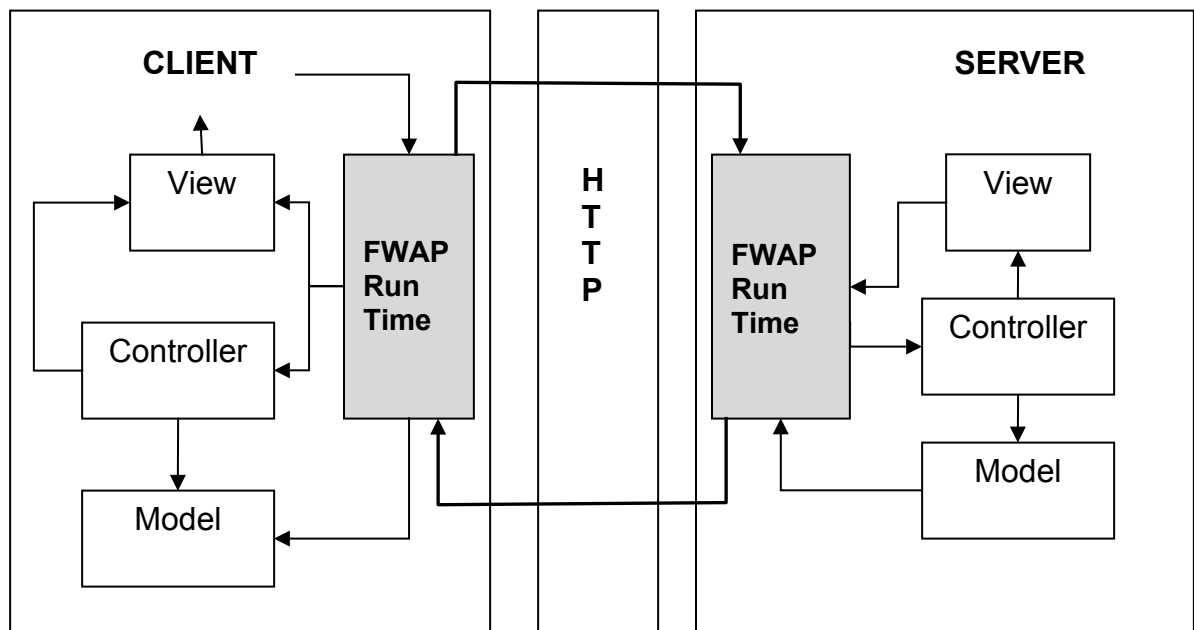 CLIENT
View
FWAP
Run
Time
Controller
Model
H
T
T
P
SERVER
FWAP
Run
Time
View
Controller
Model